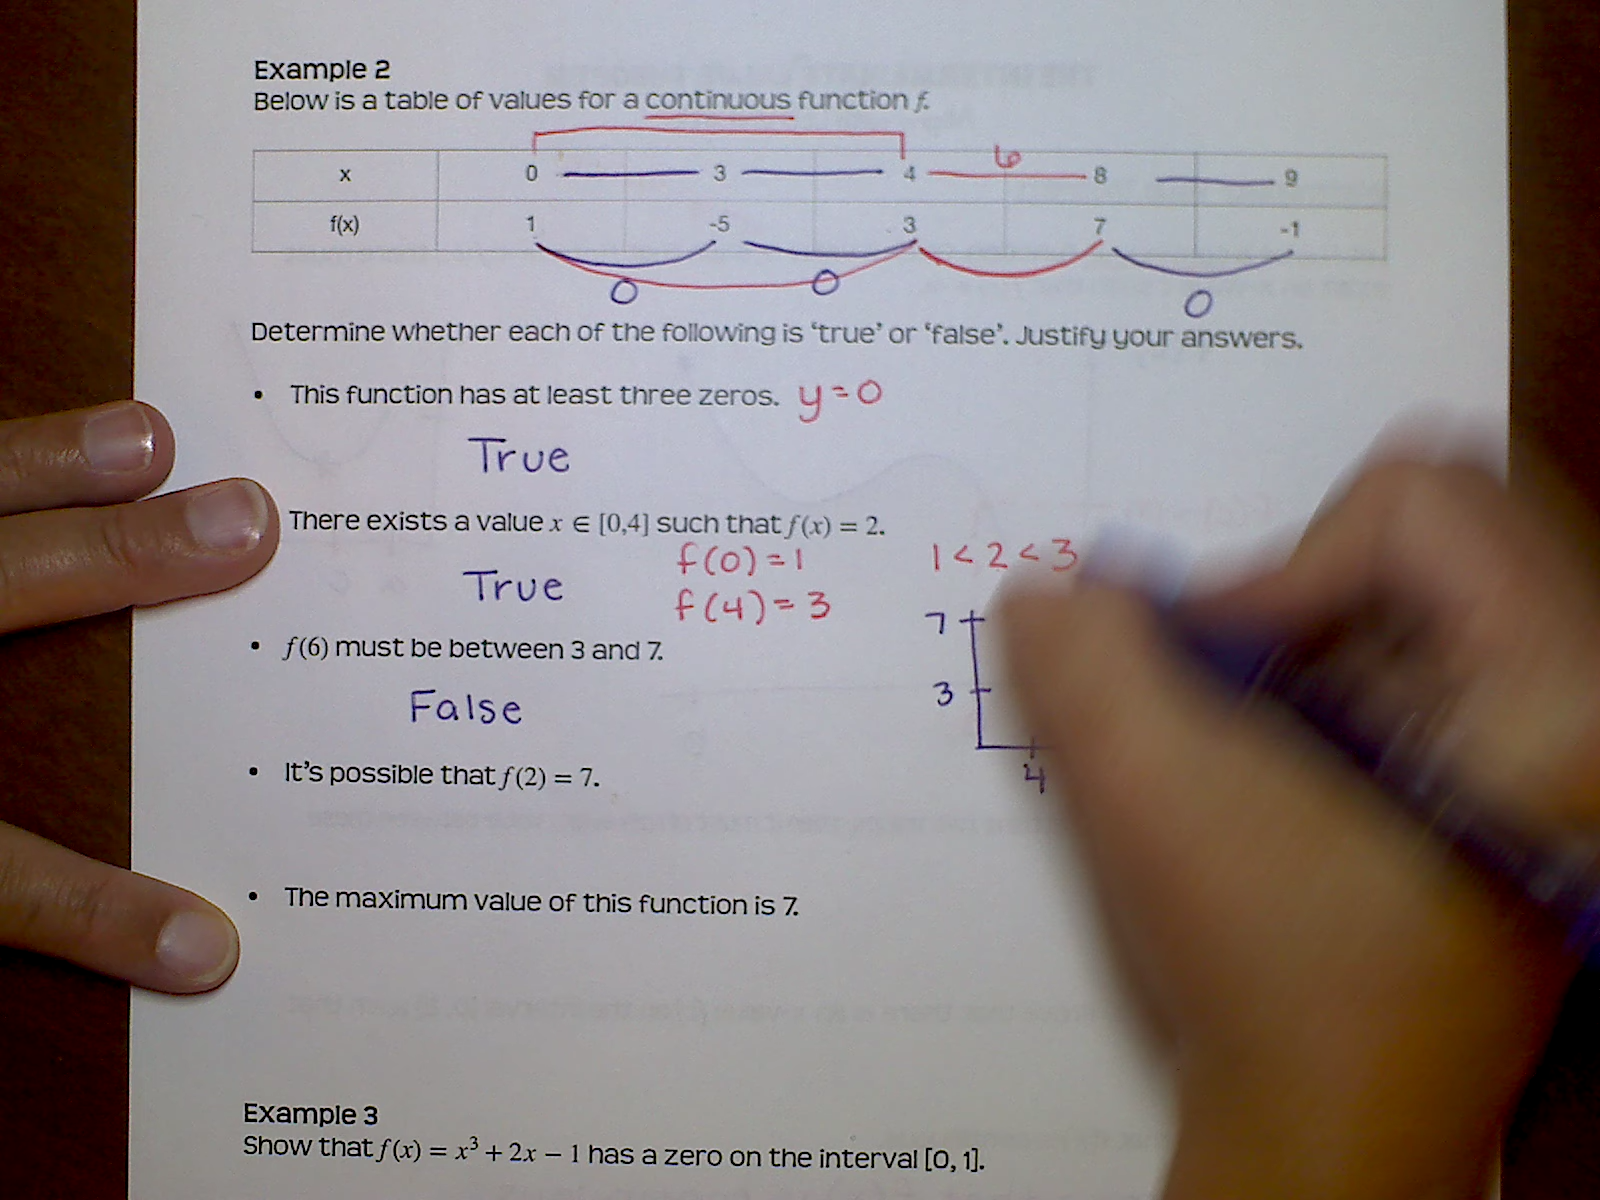 Example 2
Below is a table of values for a continuous function f.
6
x 0 3 4 8 9
f(x) 1 -5 3 7 -1
0 0 0
Determine whether each of the following is ‘true’ or ‘false’. Justify your answers.
• This function has at least three zeros. y=0
True
There exists a value x ∈ [0,4] such that f(x) = 2.
f(0)=1 1<2<3
True
f(4)=3
7
• f(6) must be between 3 and 7.
3
False
• It’s possible that f(2) = 7.
4
• The maximum value of this function is 7.
Example 3
Show that f(x) = x³ + 2x − 1 has a zero on the interval [0, 1].